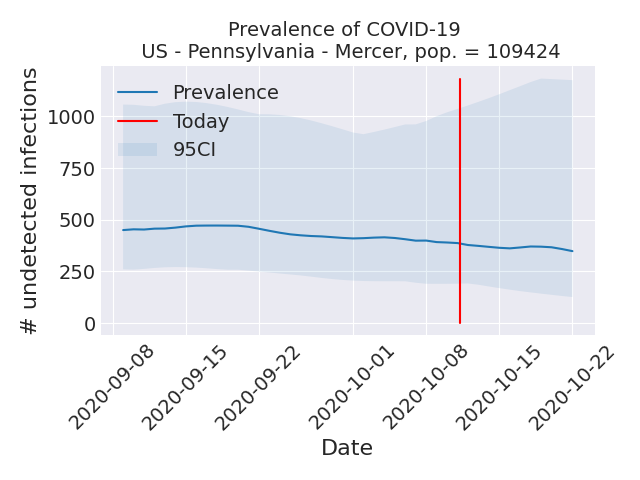 Prevalence of COVID-19
US - Pennsylvania - Mercer, pop. = 109424
# undetected infections
1000
750
500
250
0
Prevalence
Today
95CI
2020-09-08
2020-09-15
2020-09-22
2020-10-01
2020-10-08
2020-10-15
2020-10-22
Date